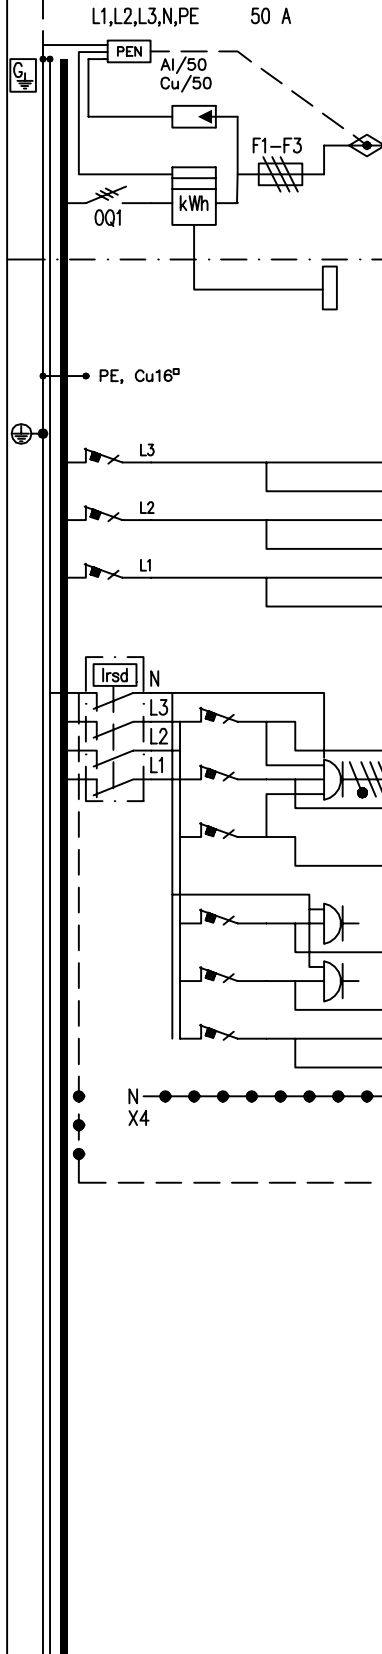 L1,L2,L3,N,PE 50 A
PEN
G
Al/50
Cu/50
F1-F3
kWh
0Q1
PE, Cu16□
L3
L2
L1
Irsd N
L3
L2
L1
N
X4